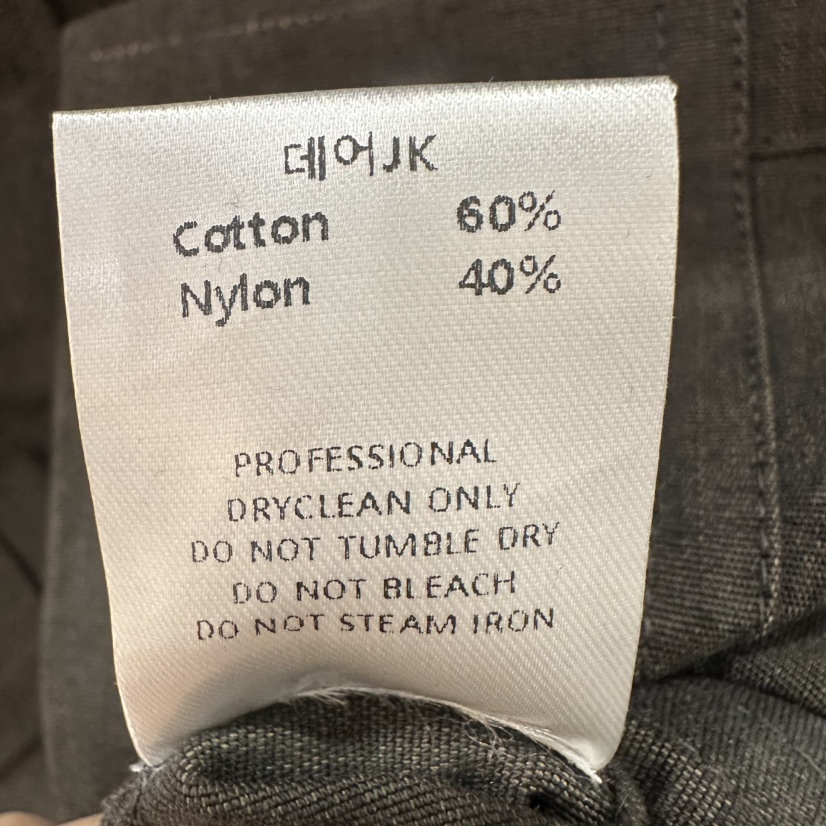 데어JK
Cotton 60%
Nylon 40%
PROFESSIONAL
DRYCLEAN ONLY
DO NOT TUMBLE DRY
DO NOT BLEACH
DO NOT STEAM IRON